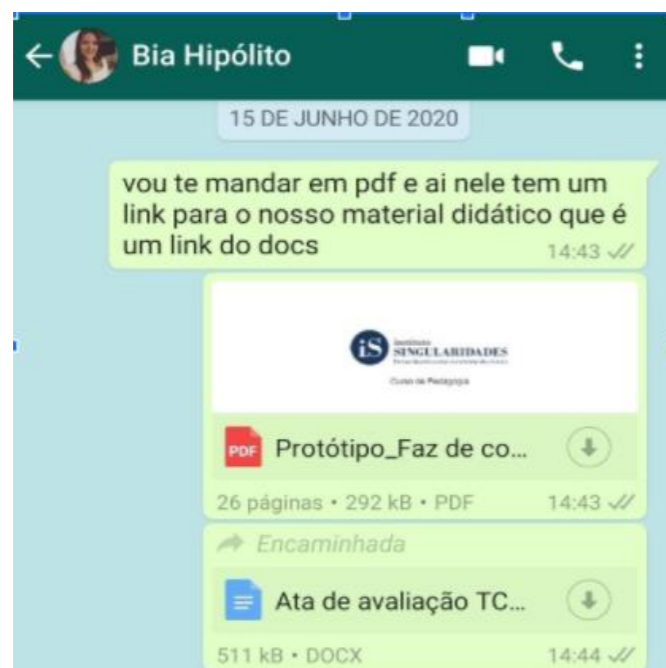 Bia Hipólito
15 DE JUNHO DE 2020
vou te mandar em pdf e ai nele tem um
link para o nosso material didático que é
um link do docs
14:43
iS
SINGULARIDADES
Curso de Pedagogia
PDF
Protótipo_Faz de co...
26 páginas • 292 kB • PDF
14:43
Encaminhada
Ata de avaliação TC...
511 kB • DOCX
14:44